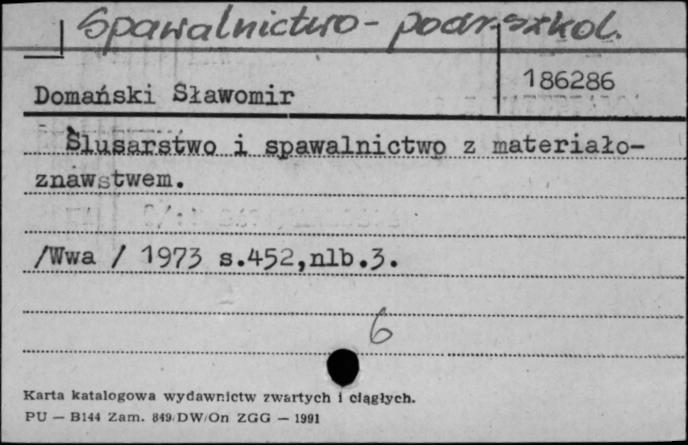 Spawalnictwo - podr. szkol.
186286
Domański Sławomir
Ślusarstwo i spawalnictwo z materiało-
znawstwem.
/Wwa / 1973 s.452,nlb.3.
6
Karta katalogowa wydawnictw zwartych i ciągłych.
PU — B144 Zam. 849/DW/On ZGG — 1991